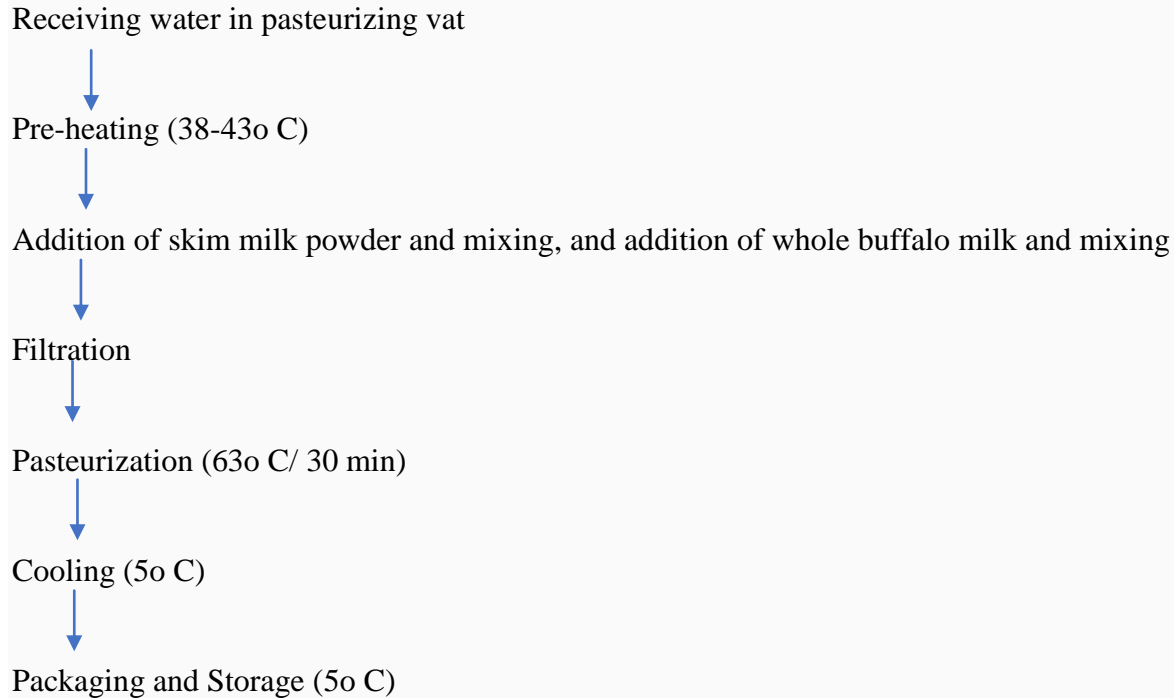 Receiving water in pasteurizing vat
Pre-heating (38-43o C)
Addition of skim milk powder and mixing, and addition of whole buffalo milk and mixing
Filtration
Pasteurization (63o C/ 30 min)
Cooling (5o C)
Packaging and Storage (5o C)